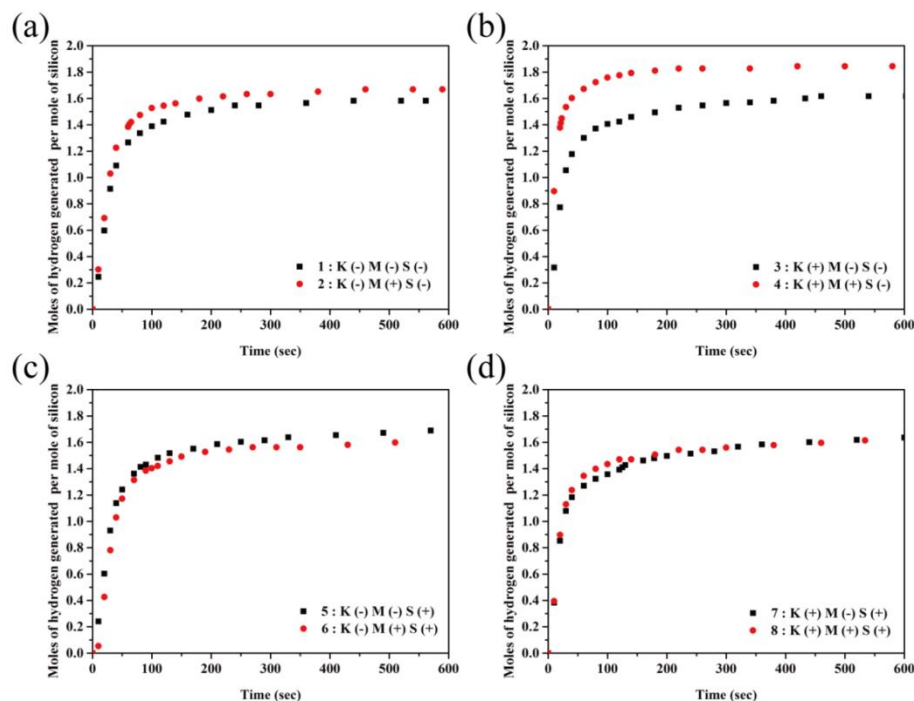 (a)
Moles of hydrogen generated per mole of silicon
2.0
1.8
1.6
1.4
1.2
1.0
0.8
0.6
0.4
0.2
0.0
1 : K (-) M (-) S (-)
2 : K (-) M (+) S (-)
0 100 200 300 400 500 600
Time (sec)
(b)
Moles of hydrogen generated per mole of silicon
2.0
1.8
1.6
1.4
1.2
1.0
0.8
0.6
0.4
0.2
0.0
3 : K (+) M (-) S (-)
4 : K (+) M (+) S (-)
0 100 200 300 400 500 600
Time (sec)
(c)
Moles of hydrogen generated per mole of silicon
2.0
1.8
1.6
1.4
1.2
1.0
0.8
0.6
0.4
0.2
0.0
5 : K (-) M (-) S (+)
6 : K (-) M (+) S (+)
0 100 200 300 400 500 600
Time (sec)
(d)
Moles of hydrogen generated per mole of silicon
2.0
1.8
1.6
1.4
1.2
1.0
0.8
0.6
0.4
0.2
0.0
7 : K (+) M (-) S (+)
8 : K (+) M (+) S (+)
0 100 200 300 400 500 600
Time (sec)